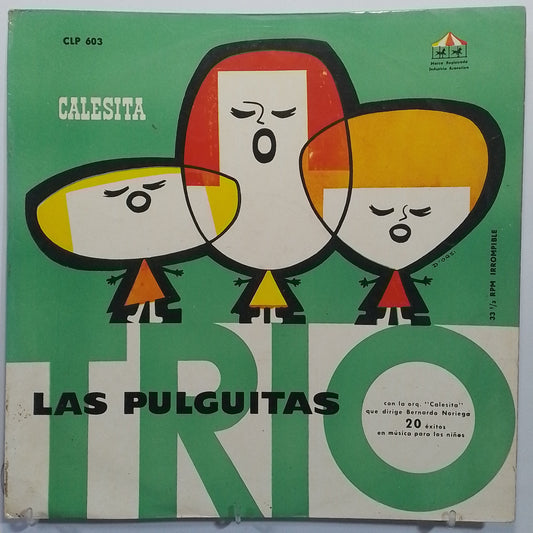 CLP 603
Marca Registrada
Industria Argentina
CALESITA
D'ORSI
33 1/3 RPM IRROMPIBLE
TRIO
LAS PULGUITAS
con la orq. "Calesita"
que dirige Bernardo Noriega
20 éxitos
en música para los niños